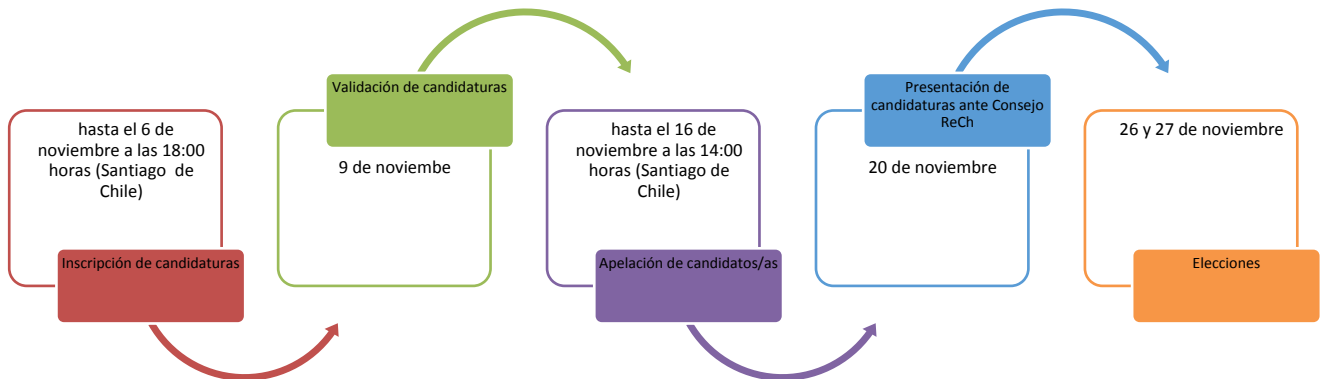 hasta el 6 de
noviembre a las 18:00
horas (Santiago de
Chile)
Inscripción de candidaturas
Validación de candidaturas
9 de noviembe
hasta el 16 de
noviembre a las 14:00
horas (Santiago de
Chile)
Apelación de candidatos/as
Presentación de
candidaturas ante Consejo
ReCh
20 de noviembre
26 y 27 de noviembre
Elecciones